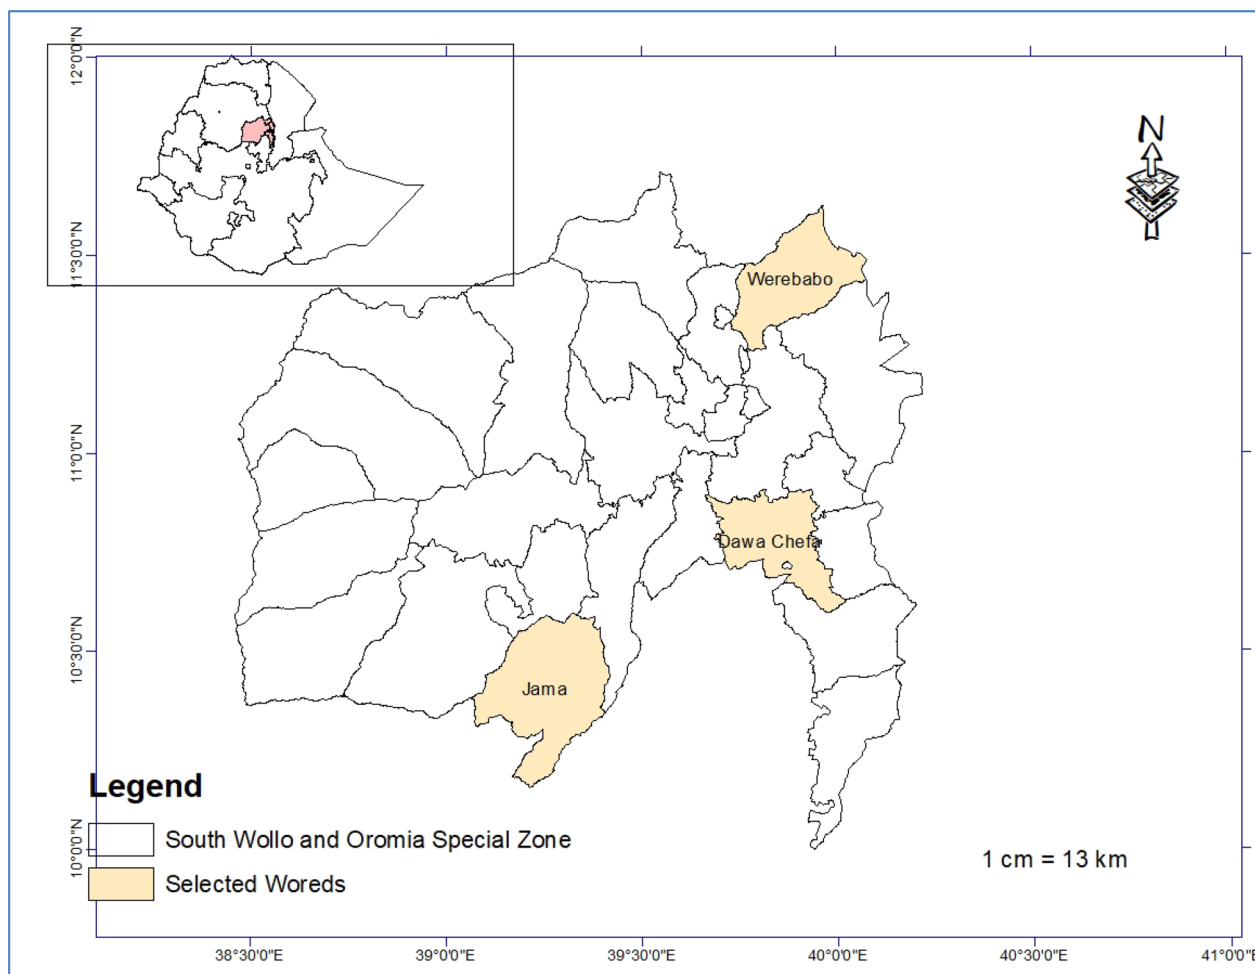 12°0'0"N
11°30'0"N
11°0'0"N
10°30'0"N
10°0'0"N
N
Werebabo
Dawa Chefa
Jama
Legend
South Wollo and Oromia Special Zone
Selected Woreds
1 cm = 13 km
38°30'0"E
39°0'0"E
39°30'0"E
40°0'0"E
40°30'0"E
41°0'0"E